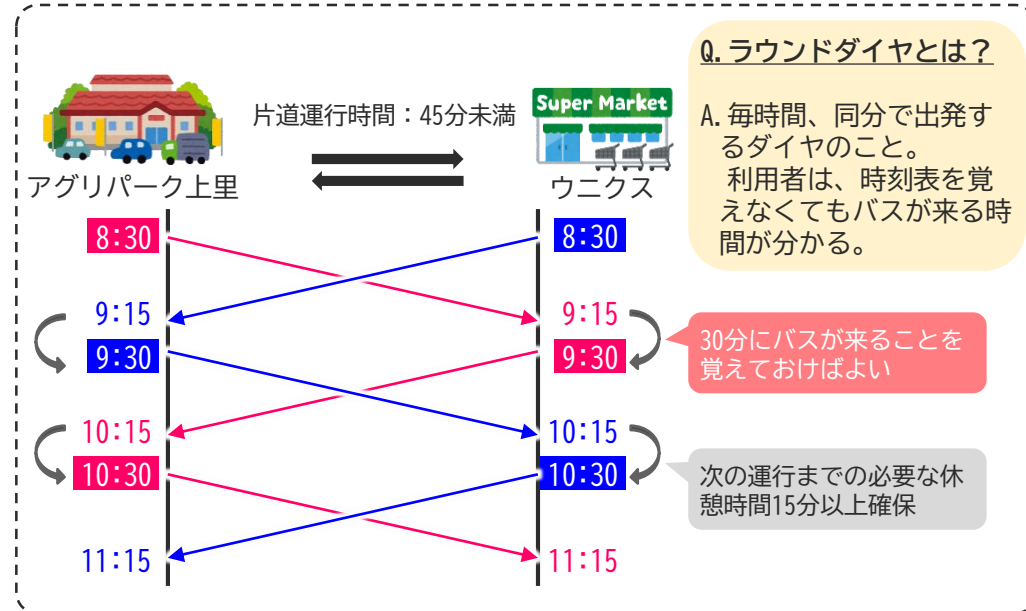 Q.ラウンドダイヤとは？
A.毎時間、同分で出発す
るダイヤのこと。
利用者は、時刻表を覚
えなくてもバスが来る時
間が分かる。
Super Market
片道運行時間：45分未満
アグリパーク上里
ウニクス
8:30
8:30
9:15
9:15
9:30
9:30
30分にバスが来ることを
覚えておけばよい
10:15
10:15
10:30
10:30
次の運行までの必要な休
憩時間15分以上確保
11:15
11:15